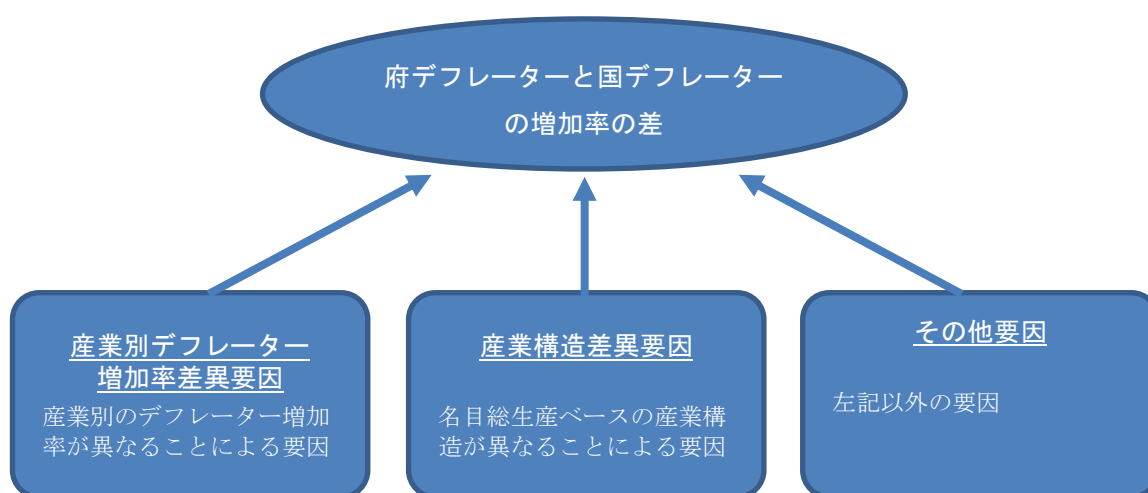 府デフレーターと国デフレーター
の増加率の差
産業別デフレーター
増加率差異要因
産業別のデフレーター増加
率が異なることによる要因
産業構造差異要因
名目総生産ベースの産業構
造が異なることによる要因
その他要因
左記以外の要因